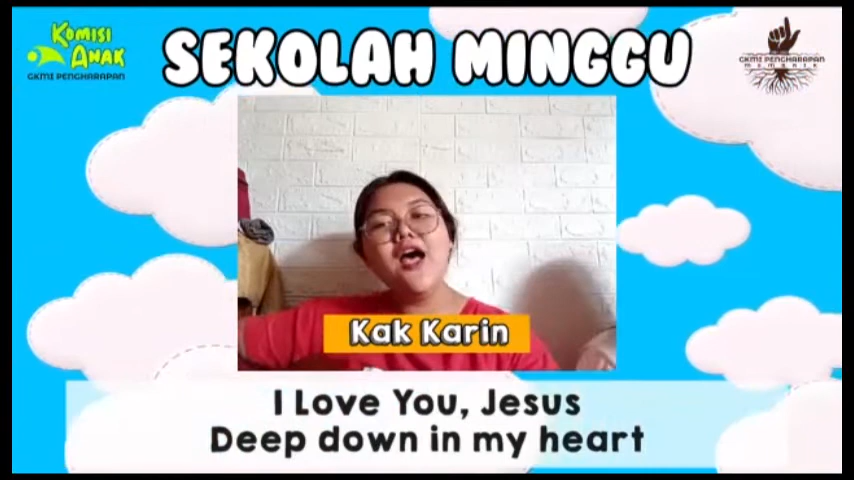 KOMISI
ANAK
GKMI PENGHARAPAN
SEKOLAH MINGGU
GKMI PENGHARAPAN
Kak Karin
I Love You, Jesus
Deep down in my heart